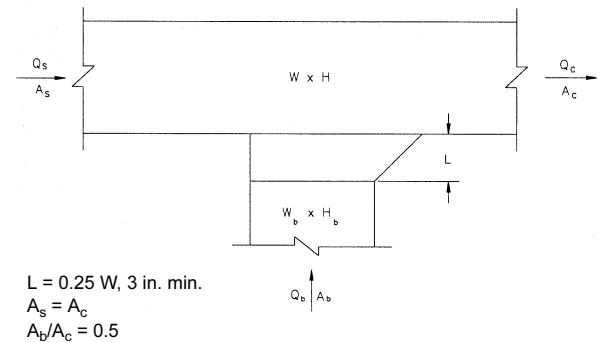 Qs
As
W x H
Qc
Ac
L
Wb x Hb
Qb Ab
L = 0.25 W, 3 in. min.
As = Ac
Ab/Ac = 0.5